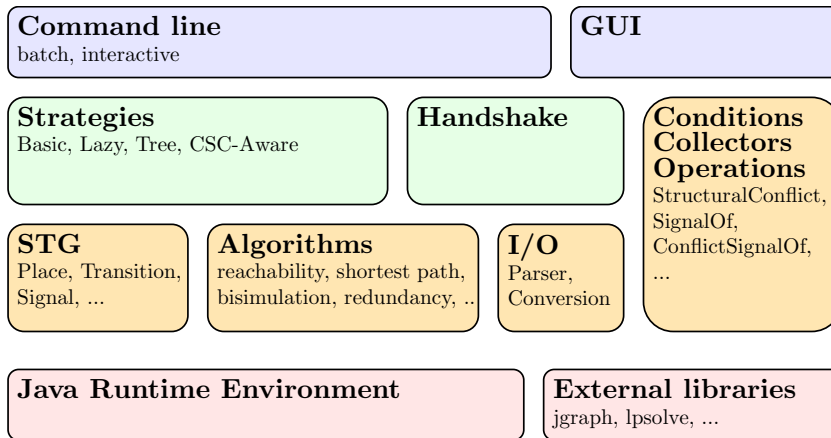 Command line
batch, interactive
GUI
Strategies
Basic, Lazy, Tree, CSC-Aware
Handshake
Conditions
Collectors
Operations
StructuralConflict,
SignalOf,
ConflictSignalOf,
...
STG
Place, Transition,
Signal, ...
Algorithms
reachability, shortest path,
bisimulation, redundancy, ..
I/O
Parser,
Conversion
Java Runtime Environment
External libraries
jgraph, lpsolve, ...